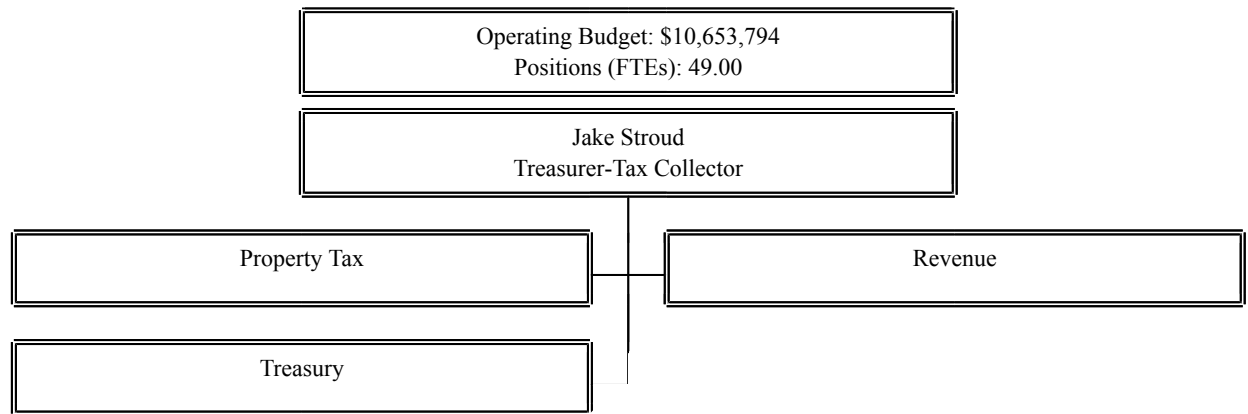 Operating Budget: $10,653,794
Positions (FTEs): 49.00
Jake Stroud
Treasurer-Tax Collector
Property Tax
Revenue
Treasury